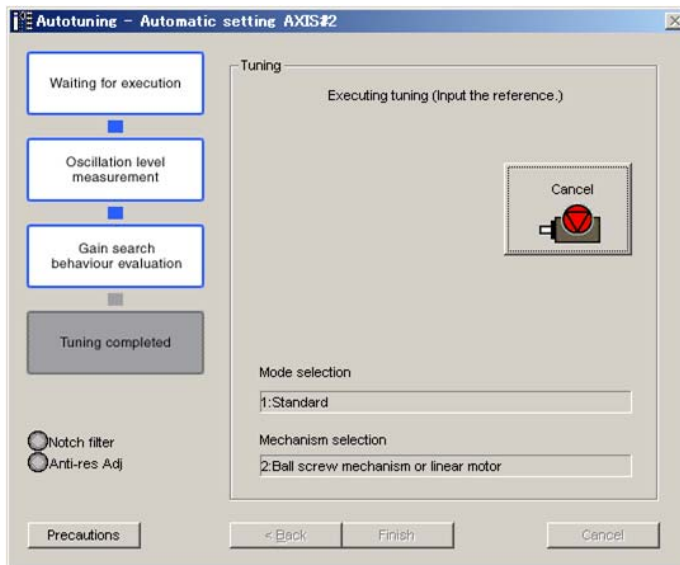 Autotuning - Automatic setting AXIS#2
Waiting for execution
Oscillation level
measurement
Gain search
behaviour evaluation
Tuning completed
Notch filter
Anti-res Adj
Precautions
Tuning
Executing tuning (Input the reference.)
Cancel
Mode selection
1:Standard
Mechanism selection
2:Ball screw mechanism or linear motor
< Back
Finish
Cancel